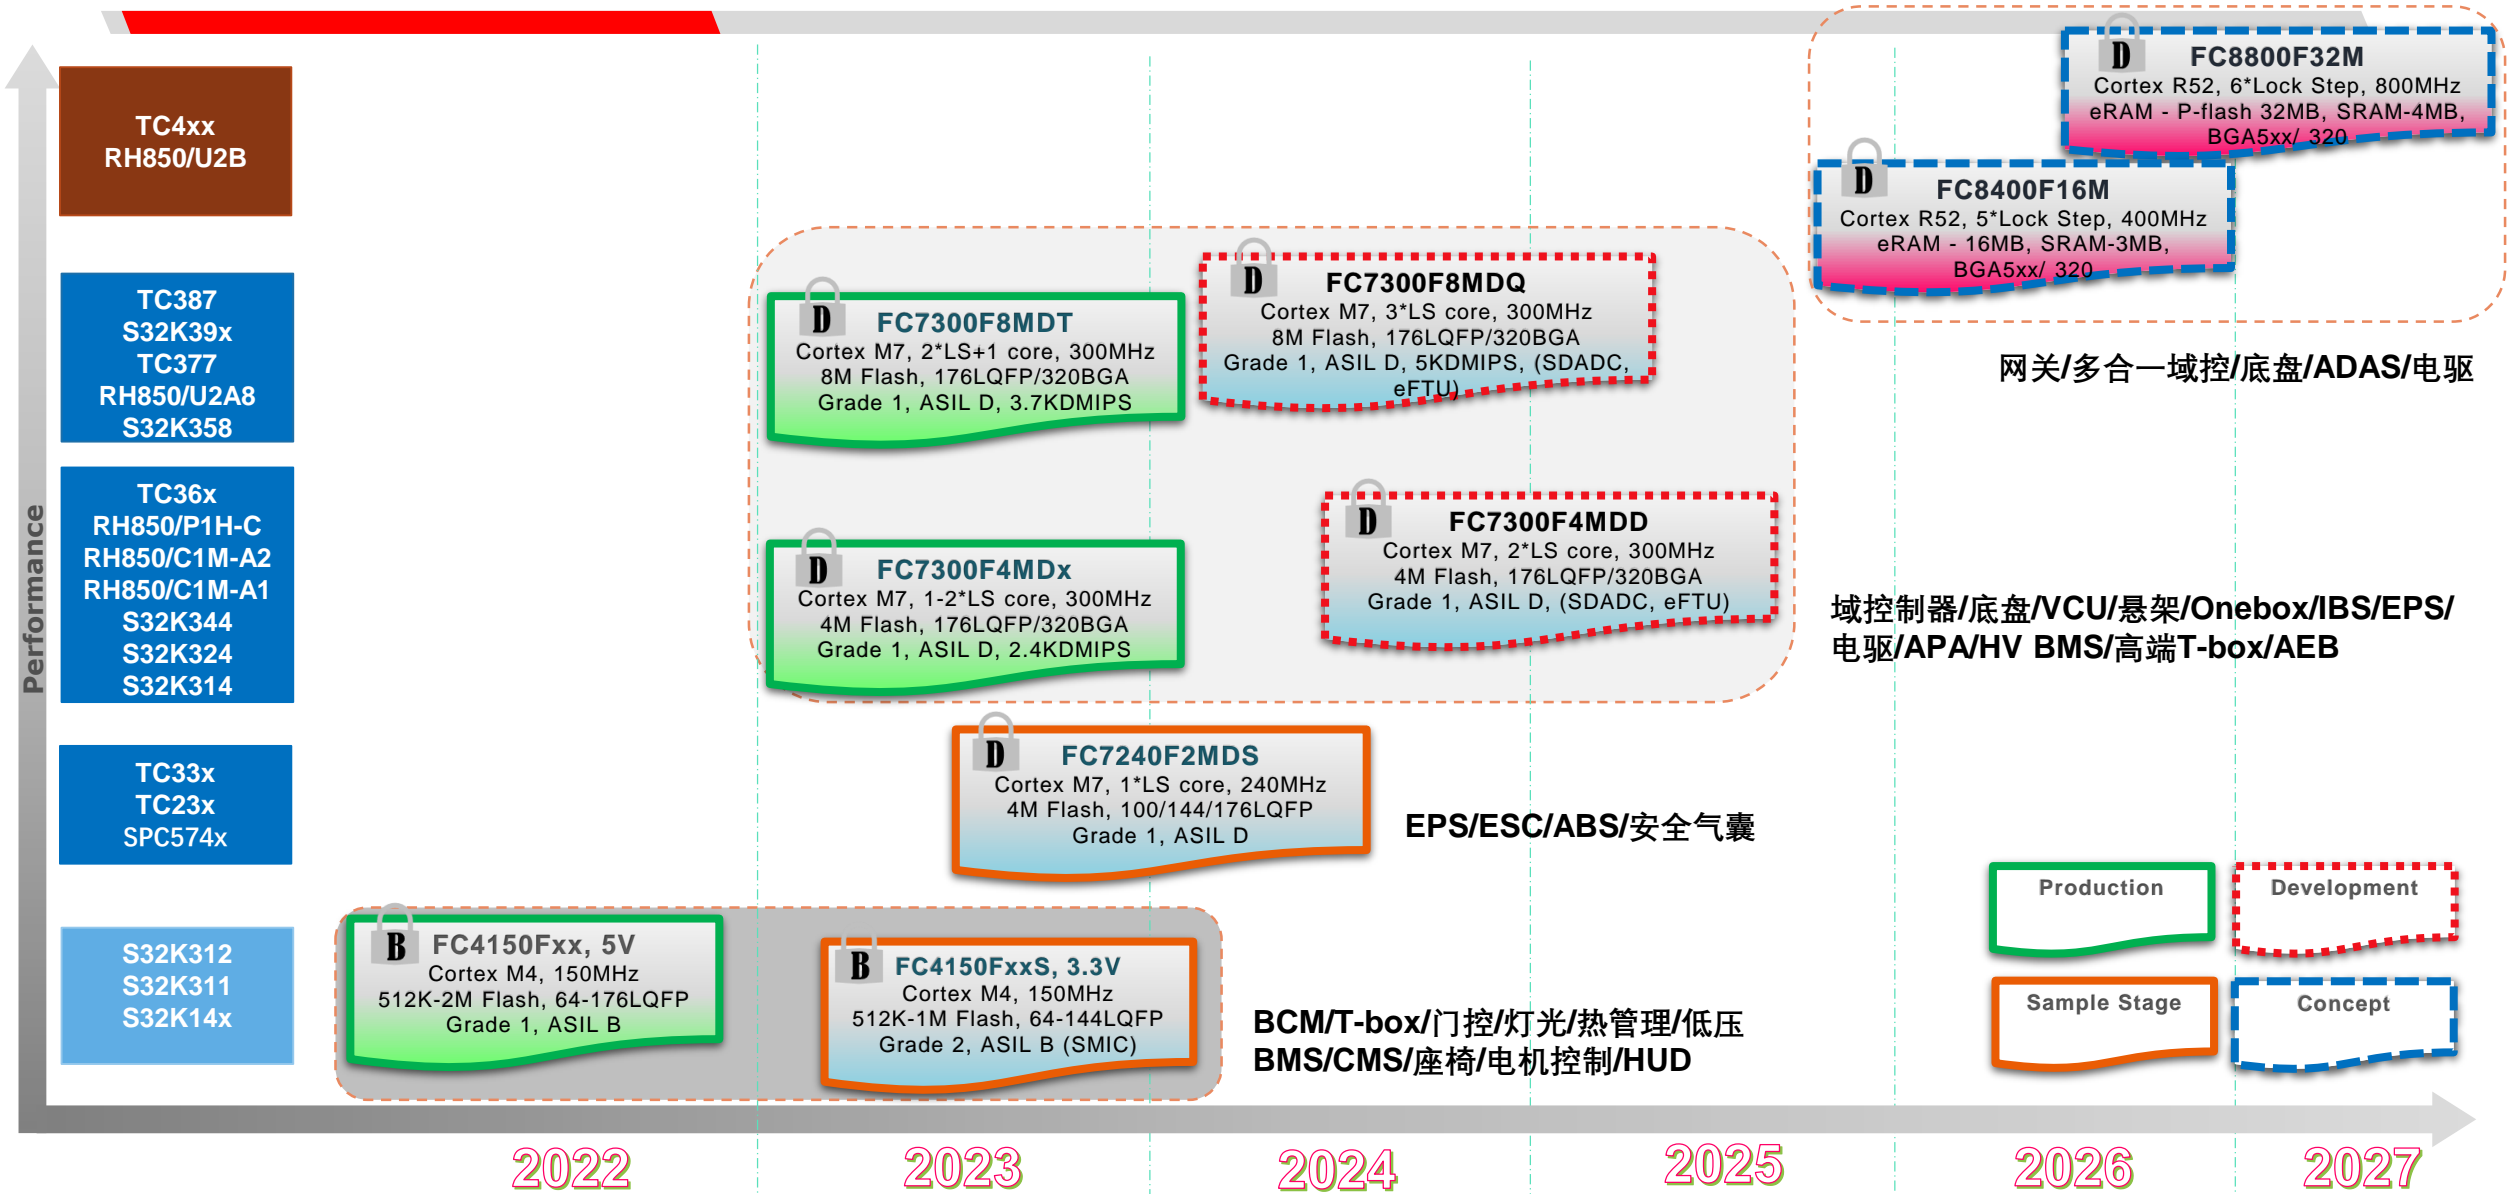 Performance
TC4xx
RH850/U2B
TC387
S32K39x
TC377
RH850/U2A8
S32K358
TC36x
RH850/P1H-C
RH850/C1M-A2
RH850/C1M-A1
S32K344
S32K324
S32K314
TC33x
TC23x
SPC574x
S32K312
S32K311
S32K14x
D
FC8800F32M
Cortex R52, 6*Lock Step, 800MHz
eRAM - P-flash 32MB, SRAM-4MB,
BGA5xx/ 320
D
FC8400F16M
Cortex R52, 5*Lock Step, 400MHz
eRAM - 16MB, SRAM-3MB,
BGA5xx/ 320
网关/多合一域控/底盘/ADAS/电驱
D
FC7300F8MDT
Cortex M7, 2*LS+1 core, 300MHz
8M Flash, 176LQFP/320BGA
Grade 1, ASIL D, 3.7KDMIPS
D
FC7300F8MDQ
Cortex M7, 3*LS core, 300MHz
8M Flash, 176LQFP/320BGA
Grade 1, ASIL D, 5KDMIPS, (SDADC,
eFTU)
D
FC7300F4MDx
Cortex M7, 1-2*LS core, 300MHz
4M Flash, 176LQFP/320BGA
Grade 1, ASIL D, 2.4KDMIPS
D
FC7300F4MDD
Cortex M7, 2*LS core, 300MHz
4M Flash, 176LQFP/320BGA
Grade 1, ASIL D, (SDADC, eFTU)
域控制器/底盘/VCU/悬架/Onebox/IBS/EPS/
电驱/APA/HV BMS/高端T-box/AEB
D
FC7240F2MDS
Cortex M7, 1*LS core, 240MHz
4M Flash, 100/144/176LQFP
Grade 1, ASIL D
EPS/ESC/ABS/安全气囊
B
FC4150Fxx, 5V
Cortex M4, 150MHz
512K-2M Flash, 64-176LQFP
Grade 1, ASIL B
B
FC4150FxxS, 3.3V
Cortex M4, 150MHz
512K-1M Flash, 64-144LQFP
Grade 2, ASIL B (SMIC)
BCM/T-box/门控/灯光/热管理/低压
BMS/CMS/座椅/电机控制/HUD
Production
Development
Sample Stage
Concept
2022
2023
2024
2025
2026
2027